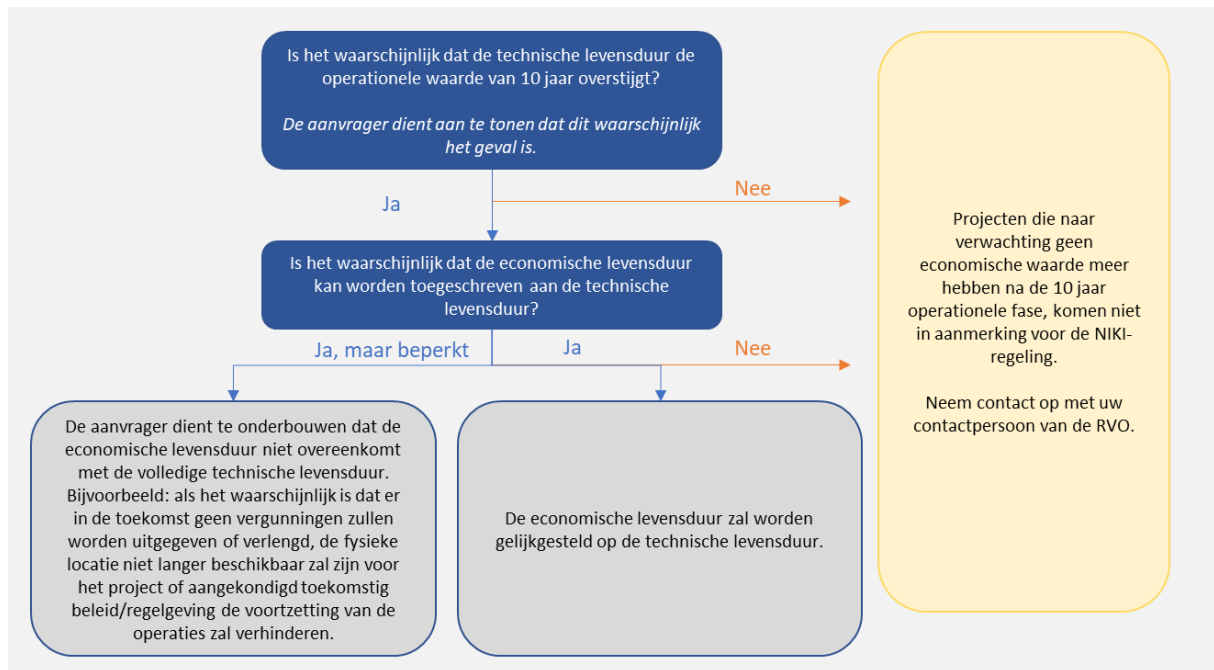 Is het waarschijnlijk dat de technische levensduur de
operationele waarde van 10 jaar overstijgt?
De aanvrager dient aan te tonen dat dit waarschijnlijk
het geval is.
Nee
Ja
Is het waarschijnlijk dat de economische levensduur
kan worden toegeschreven aan de technische
levensduur?
Ja, maar beperkt
Ja
Nee
De aanvrager dient te onderbouwen dat de
economische levensduur niet overeenkomt
met de volledige technische levensduur.
Bijvoorbeeld: als het waarschijnlijk is dat er
in de toekomst geen vergunningen zullen
worden uitgegeven of verlengd, de fysieke
locatie niet langer beschikbaar zal zijn voor
het project of aangekondigd toekomstig
beleid/regelgeving de voortzetting van de
operaties zal verhinderen.
De economische levensduur zal worden
gelijkgesteld op de technische levensduur.
Projecten die naar
verwachting geen
economische waarde meer
hebben na de 10 jaar
operationele fase, komen niet
in aanmerking voor de NIKI-
regeling.
Neem contact op met uw
contactpersoon van de RVO.